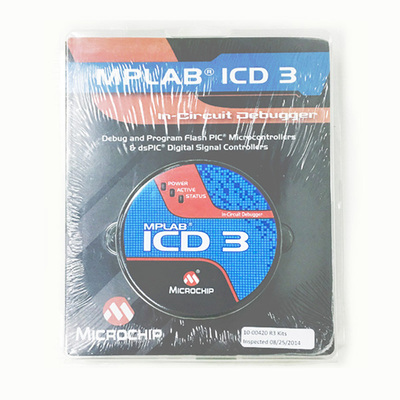 MPLAB® ICD 3
In-Circuit Debugger
Debug and Program Flash PIC® Microcontrollers
& dsPIC® Digital Signal Controllers
POWER
ACTIVE
STATUS
In-Circuit Debugger
MPLAB®
ICD 3
MICROCHIP
MICROCHIP
10-00420 R3 Kits
Inspected 08/25/2014